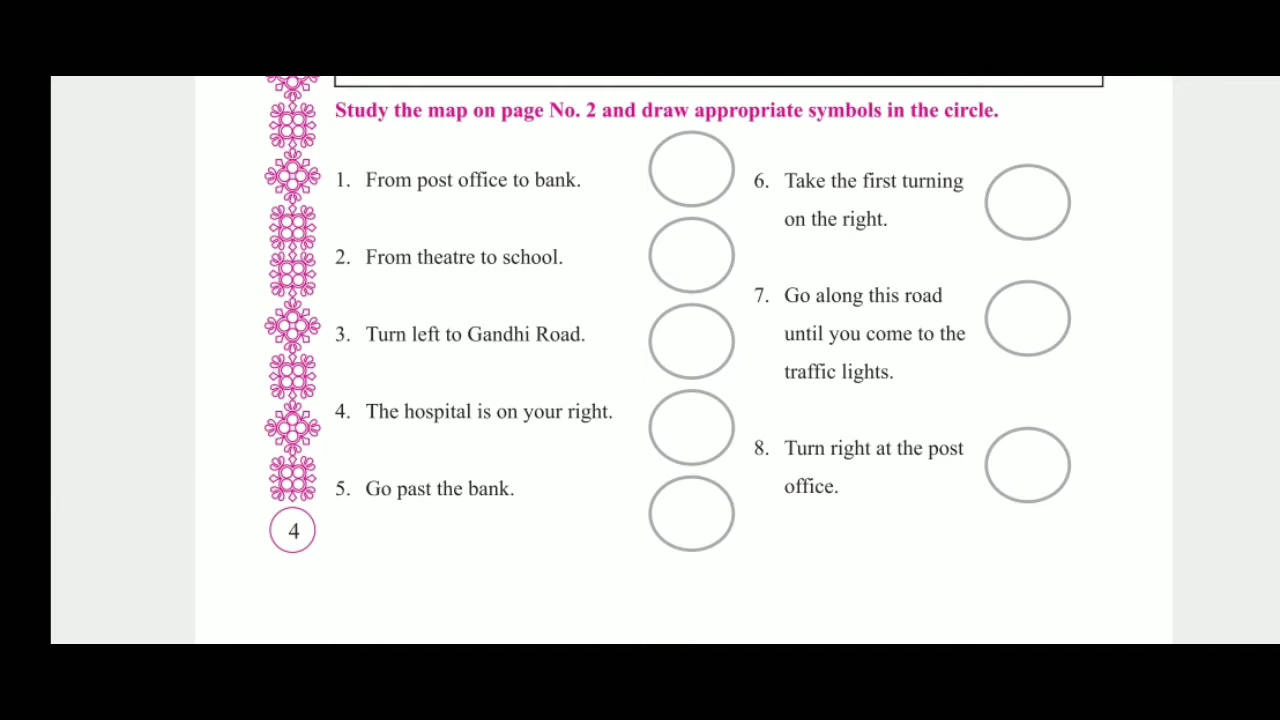 Study the map on page No. 2 and draw appropriate symbols in the circle.
1. From post office to bank.
2. From theatre to school.
3. Turn left to Gandhi Road.
4. The hospital is on your right.
5. Go past the bank.
6. Take the first turning
on the right.
7. Go along this road
until you come to the
traffic lights.
8. Turn right at the post
office.
4